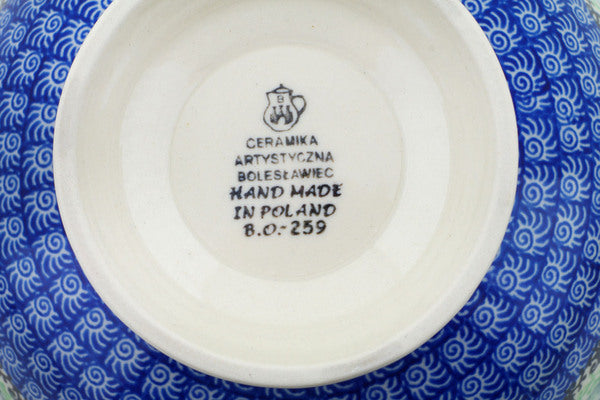 B
CERAMIKA
ARTYSTYCZNA
BOLESŁAWIEC
HAND MADE
IN POLAND
B.O.-259